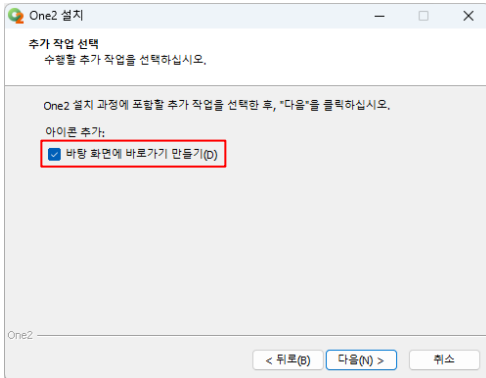 One2 설치
추가 작업 선택
수행할 추가 작업을 선택하십시오.
One2 설치 과정에 포함할 추가 작업을 선택한 후, "다음"을 클릭하십시오.
아이콘 추가:
바탕 화면에 바로가기 만들기(D)
One2
< 뒤로(B) 다음(N) > 취소